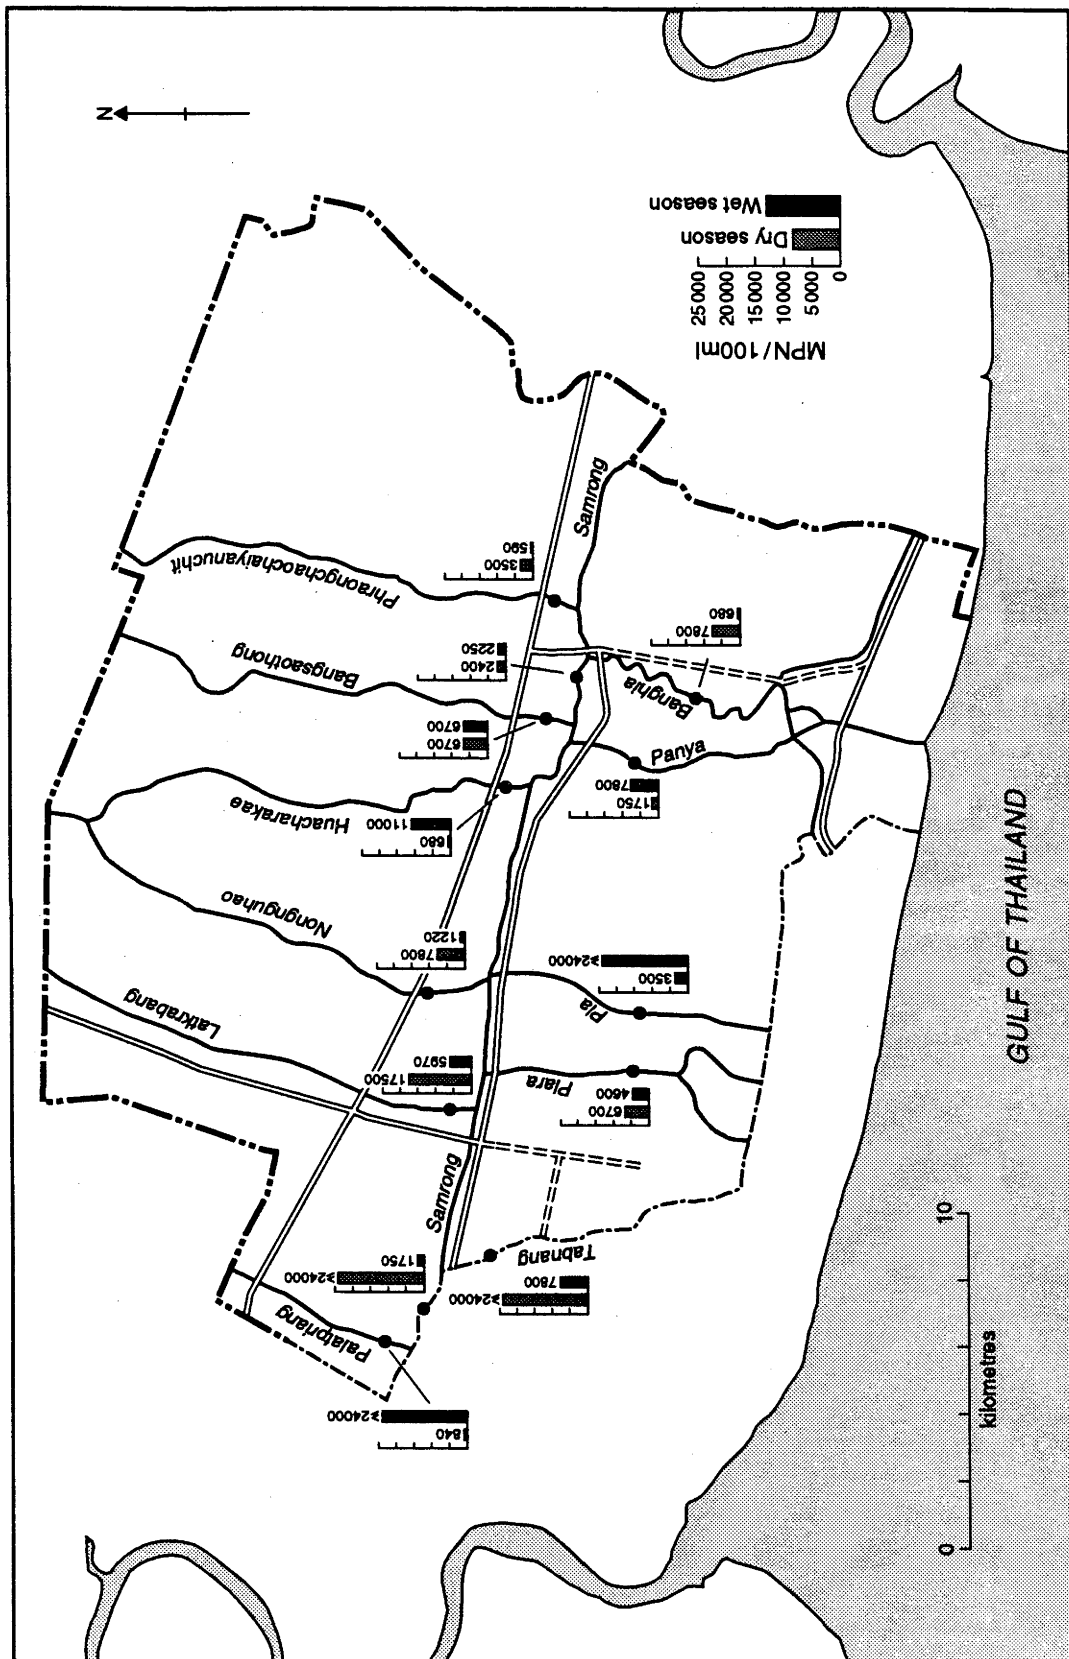 N
Phraongchaochaiyanuchit
3500
590
Bangsaothong
2400
2250
6700
6700
Huacharakae
680
11000
Nongnguhao
7800
1220
Latkrabang
17500
5970
Samrong
Samrong
Palatpriang
≥24000
1750
840
≥24000
Tabnang
≥24000
7800
Plara
6700
4600
Pla
3500
≥24000
Panya
1750
7800
Banghia
7800
680
MPN/100ml
25000
20000
15000
10000
5000
0
Dry season
Wet season
GULF OF THAILAND
0
10
kilometres